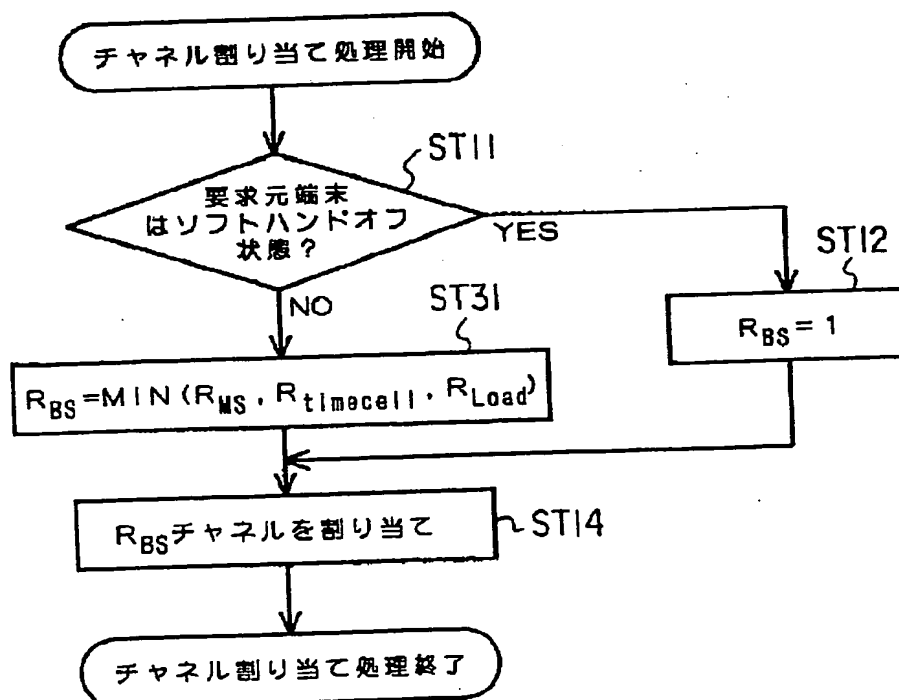 チャネル割り当て処理開始
ST11
要求元端末
はソフトハンドオフ
状態?
YES
NO
ST12
R_BS=1
ST31
R_BS=MIN(R_MS, R_timecell, R_Load)
R_BSチャネルを割り当て
ST14
チャネル割り当て処理終了